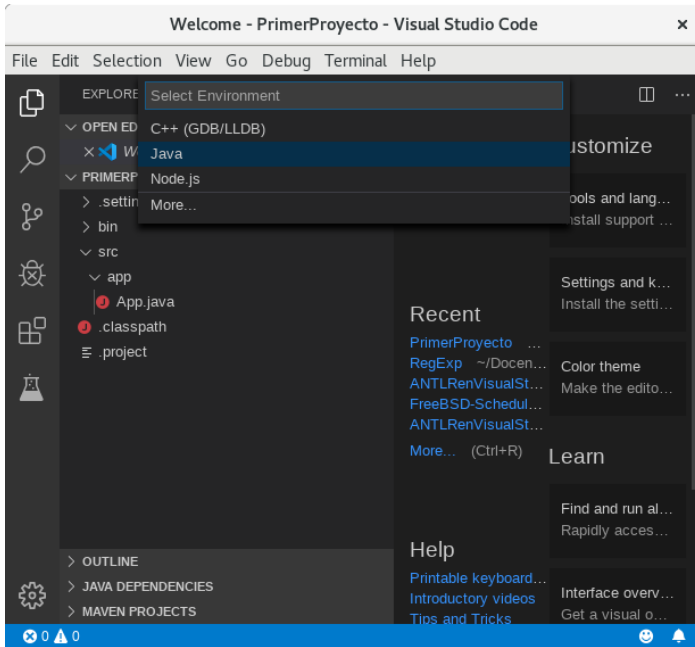 Welcome - PrimerProyecto - Visual Studio Code
File Edit Selection View Go Debug Terminal Help
EXPLORE
Select Environment
C++ (GDB/LLDB)
Java
Node.js
More...
OPEN ED
W
PRIMERP
.settin
bin
src
app
App.java
.classpath
.project
OUTLINE
JAVA DEPENDENCIES
MAVEN PROJECTS
Recent
PrimerProyecto ...
RegExp ~/Docen...
ANTLRenVisualSt...
FreeBSD-Schedul...
ANTLRenVisualSt...
More... (Ctrl+R)
Help
Printable keyboard...
Introductory videos
Tips and Tricks
ustomize
ools and lang...
nstall support ...
Settings and k...
Install the setti...
Color theme
Make the edito...
Learn
Find and run al...
Rapidly acces...
Interface overv...
Get a visual o...
0 0